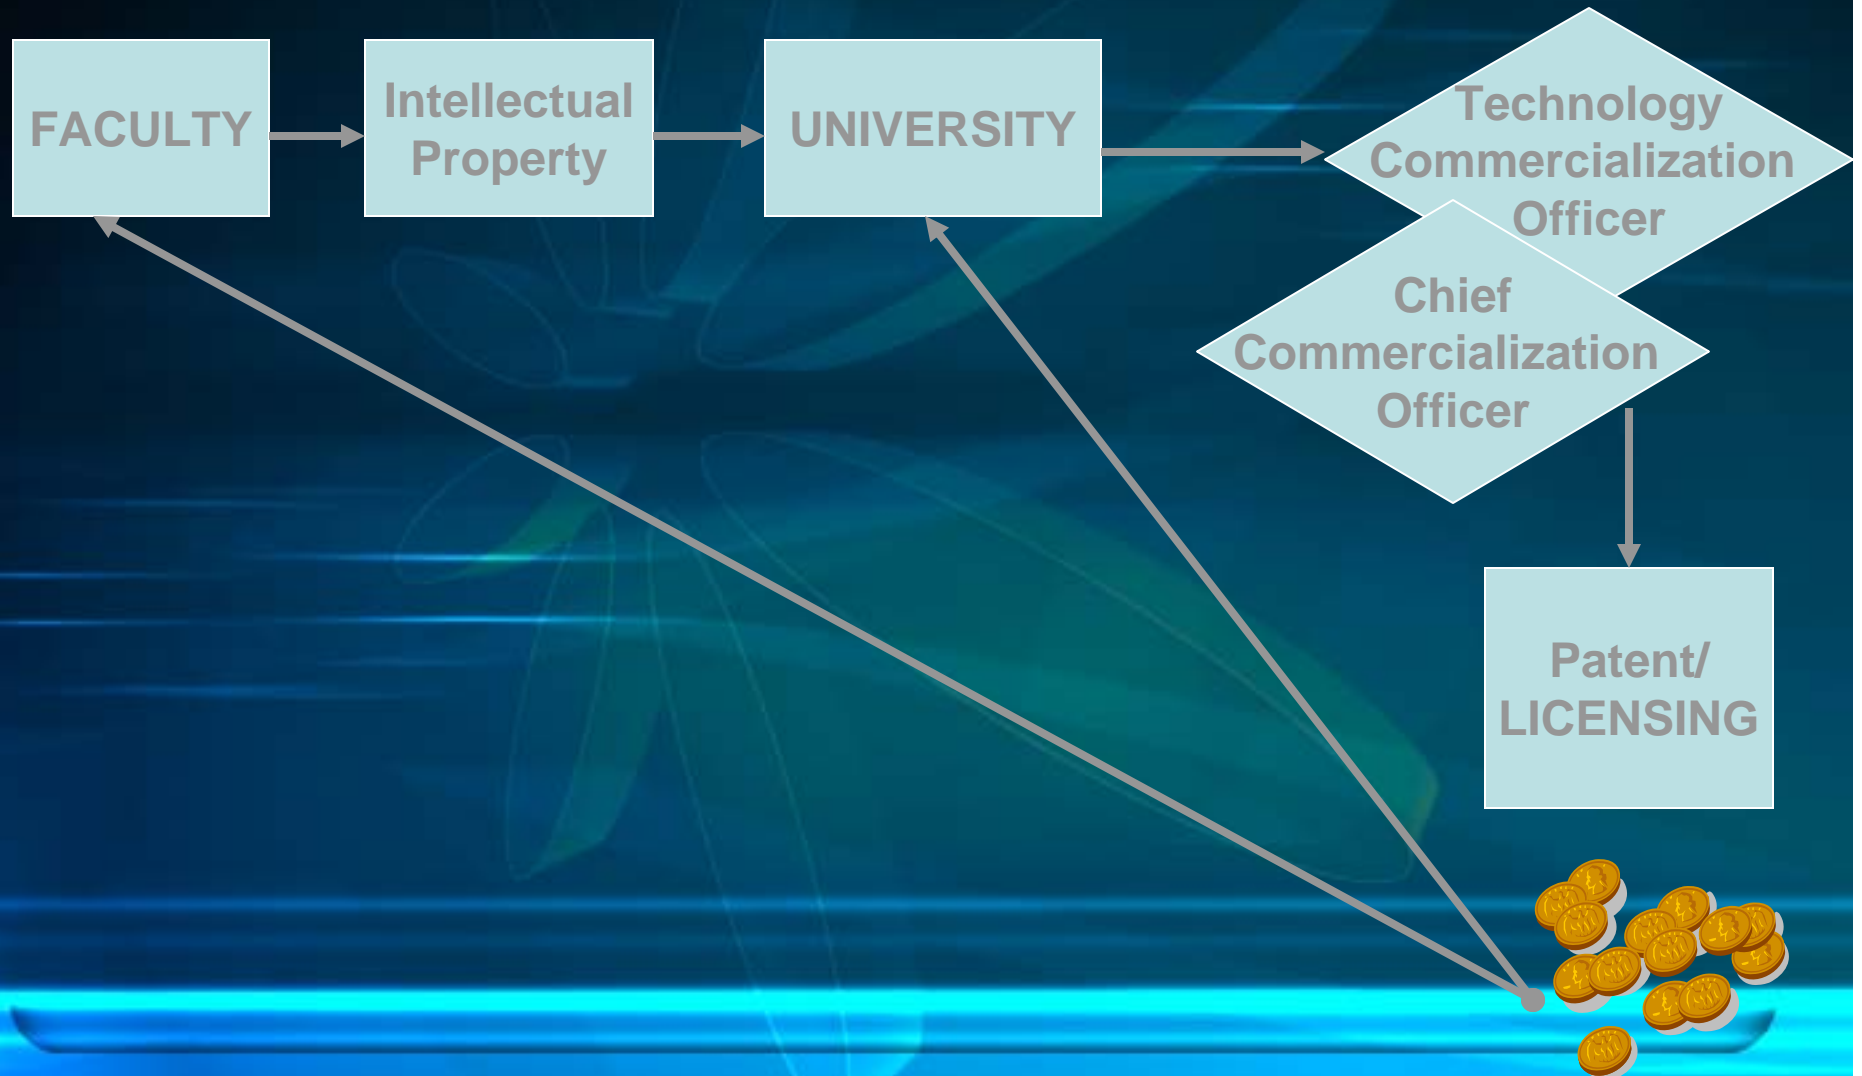 FACULTY
Intellectual
Property
UNIVERSITY
Technology
Commercialization
Officer
Chief
Commercialization
Officer
Patent/
LICENSING